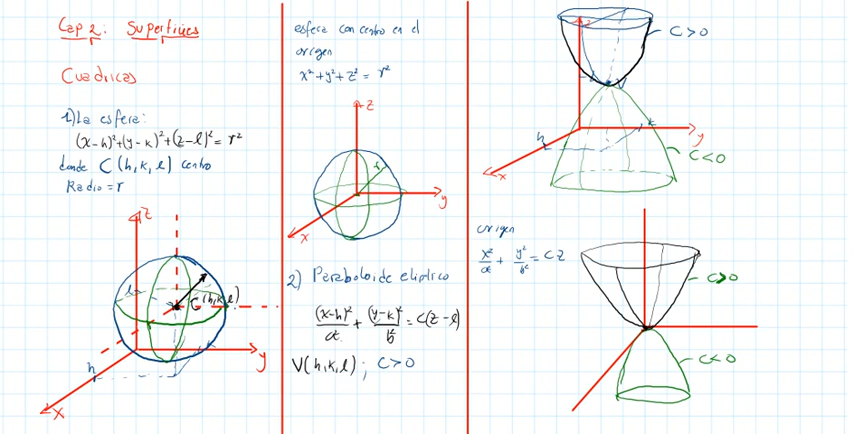 Cap 2: Superficies
Cuadricas
1) La esfera:
(x-h)²+(y-k)²+(z-l)²=r²
donde C(h,k,l) centro
Radio=r
z
l
C(h,k,l)
h
k
y
x
esfera con centro en el
origen
x²+y²+z²=r²
z
r
y
x
2) Paraboloide eliptico
(x-h)²/a² + (y-k)²/b² = C(z-l)
V(h,k,l); C>0
z
C>0
V
h
k
y
x
C<0
origen
x²/a² + y²/b² = Cz
C>0
C<0